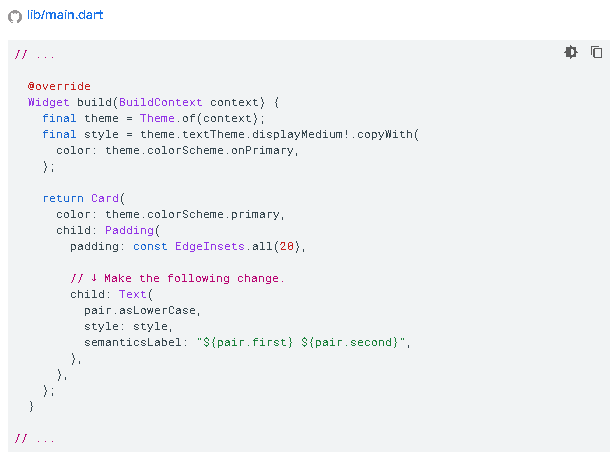 lib/main.dart
// ...
@override
Widget build(BuildContext context) {
final theme = Theme.of(context);
final style = theme.textTheme.displayMedium!.copyWith(
color: theme.colorScheme.onPrimary,
);
return Card(
color: theme.colorScheme.primary,
child: Padding(
padding: const EdgeInsets.all(20),
// ↓ Make the following change.
child: Text(
pair.asLowerCase,
style: style,
semanticsLabel: "${pair.first} ${pair.second}",
),
),
);
}
// ...